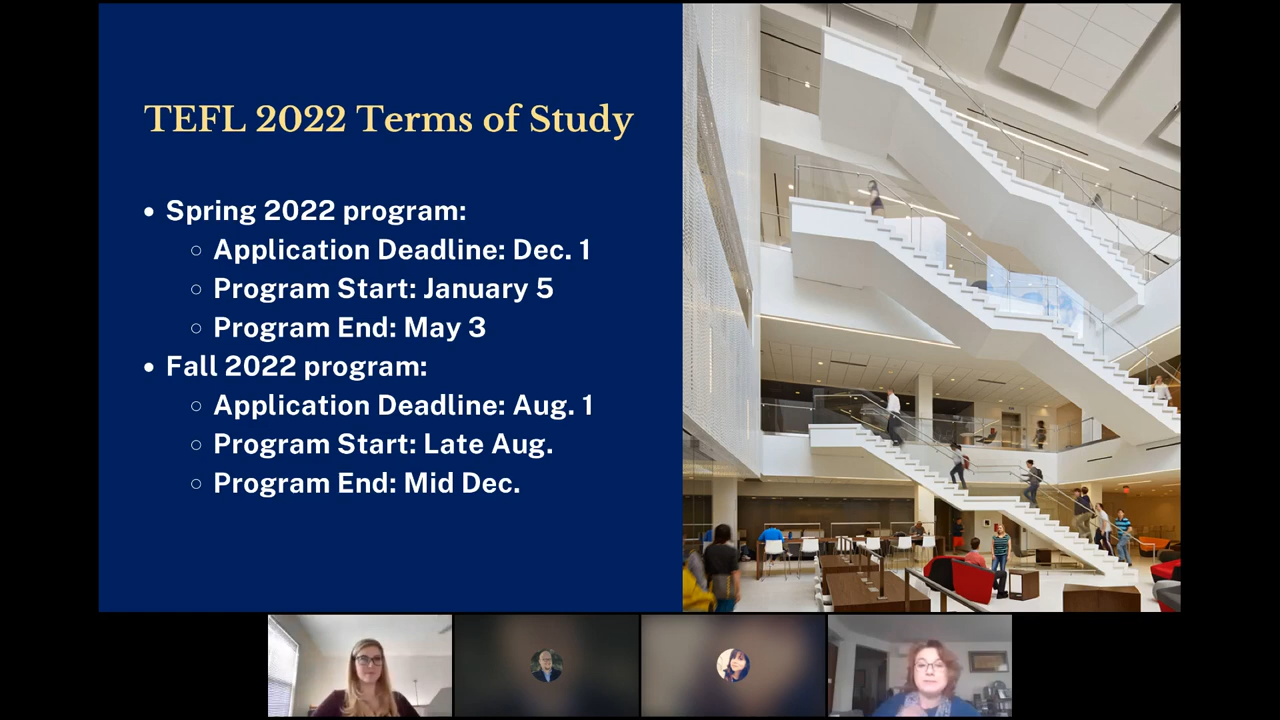 TEFL 2022 Terms of Study
• Spring 2022 program:
○ Application Deadline: Dec. 1
○ Program Start: January 5
○ Program End: May 3
• Fall 2022 program:
○ Application Deadline: Aug. 1
○ Program Start: Late Aug.
○ Program End: Mid Dec.